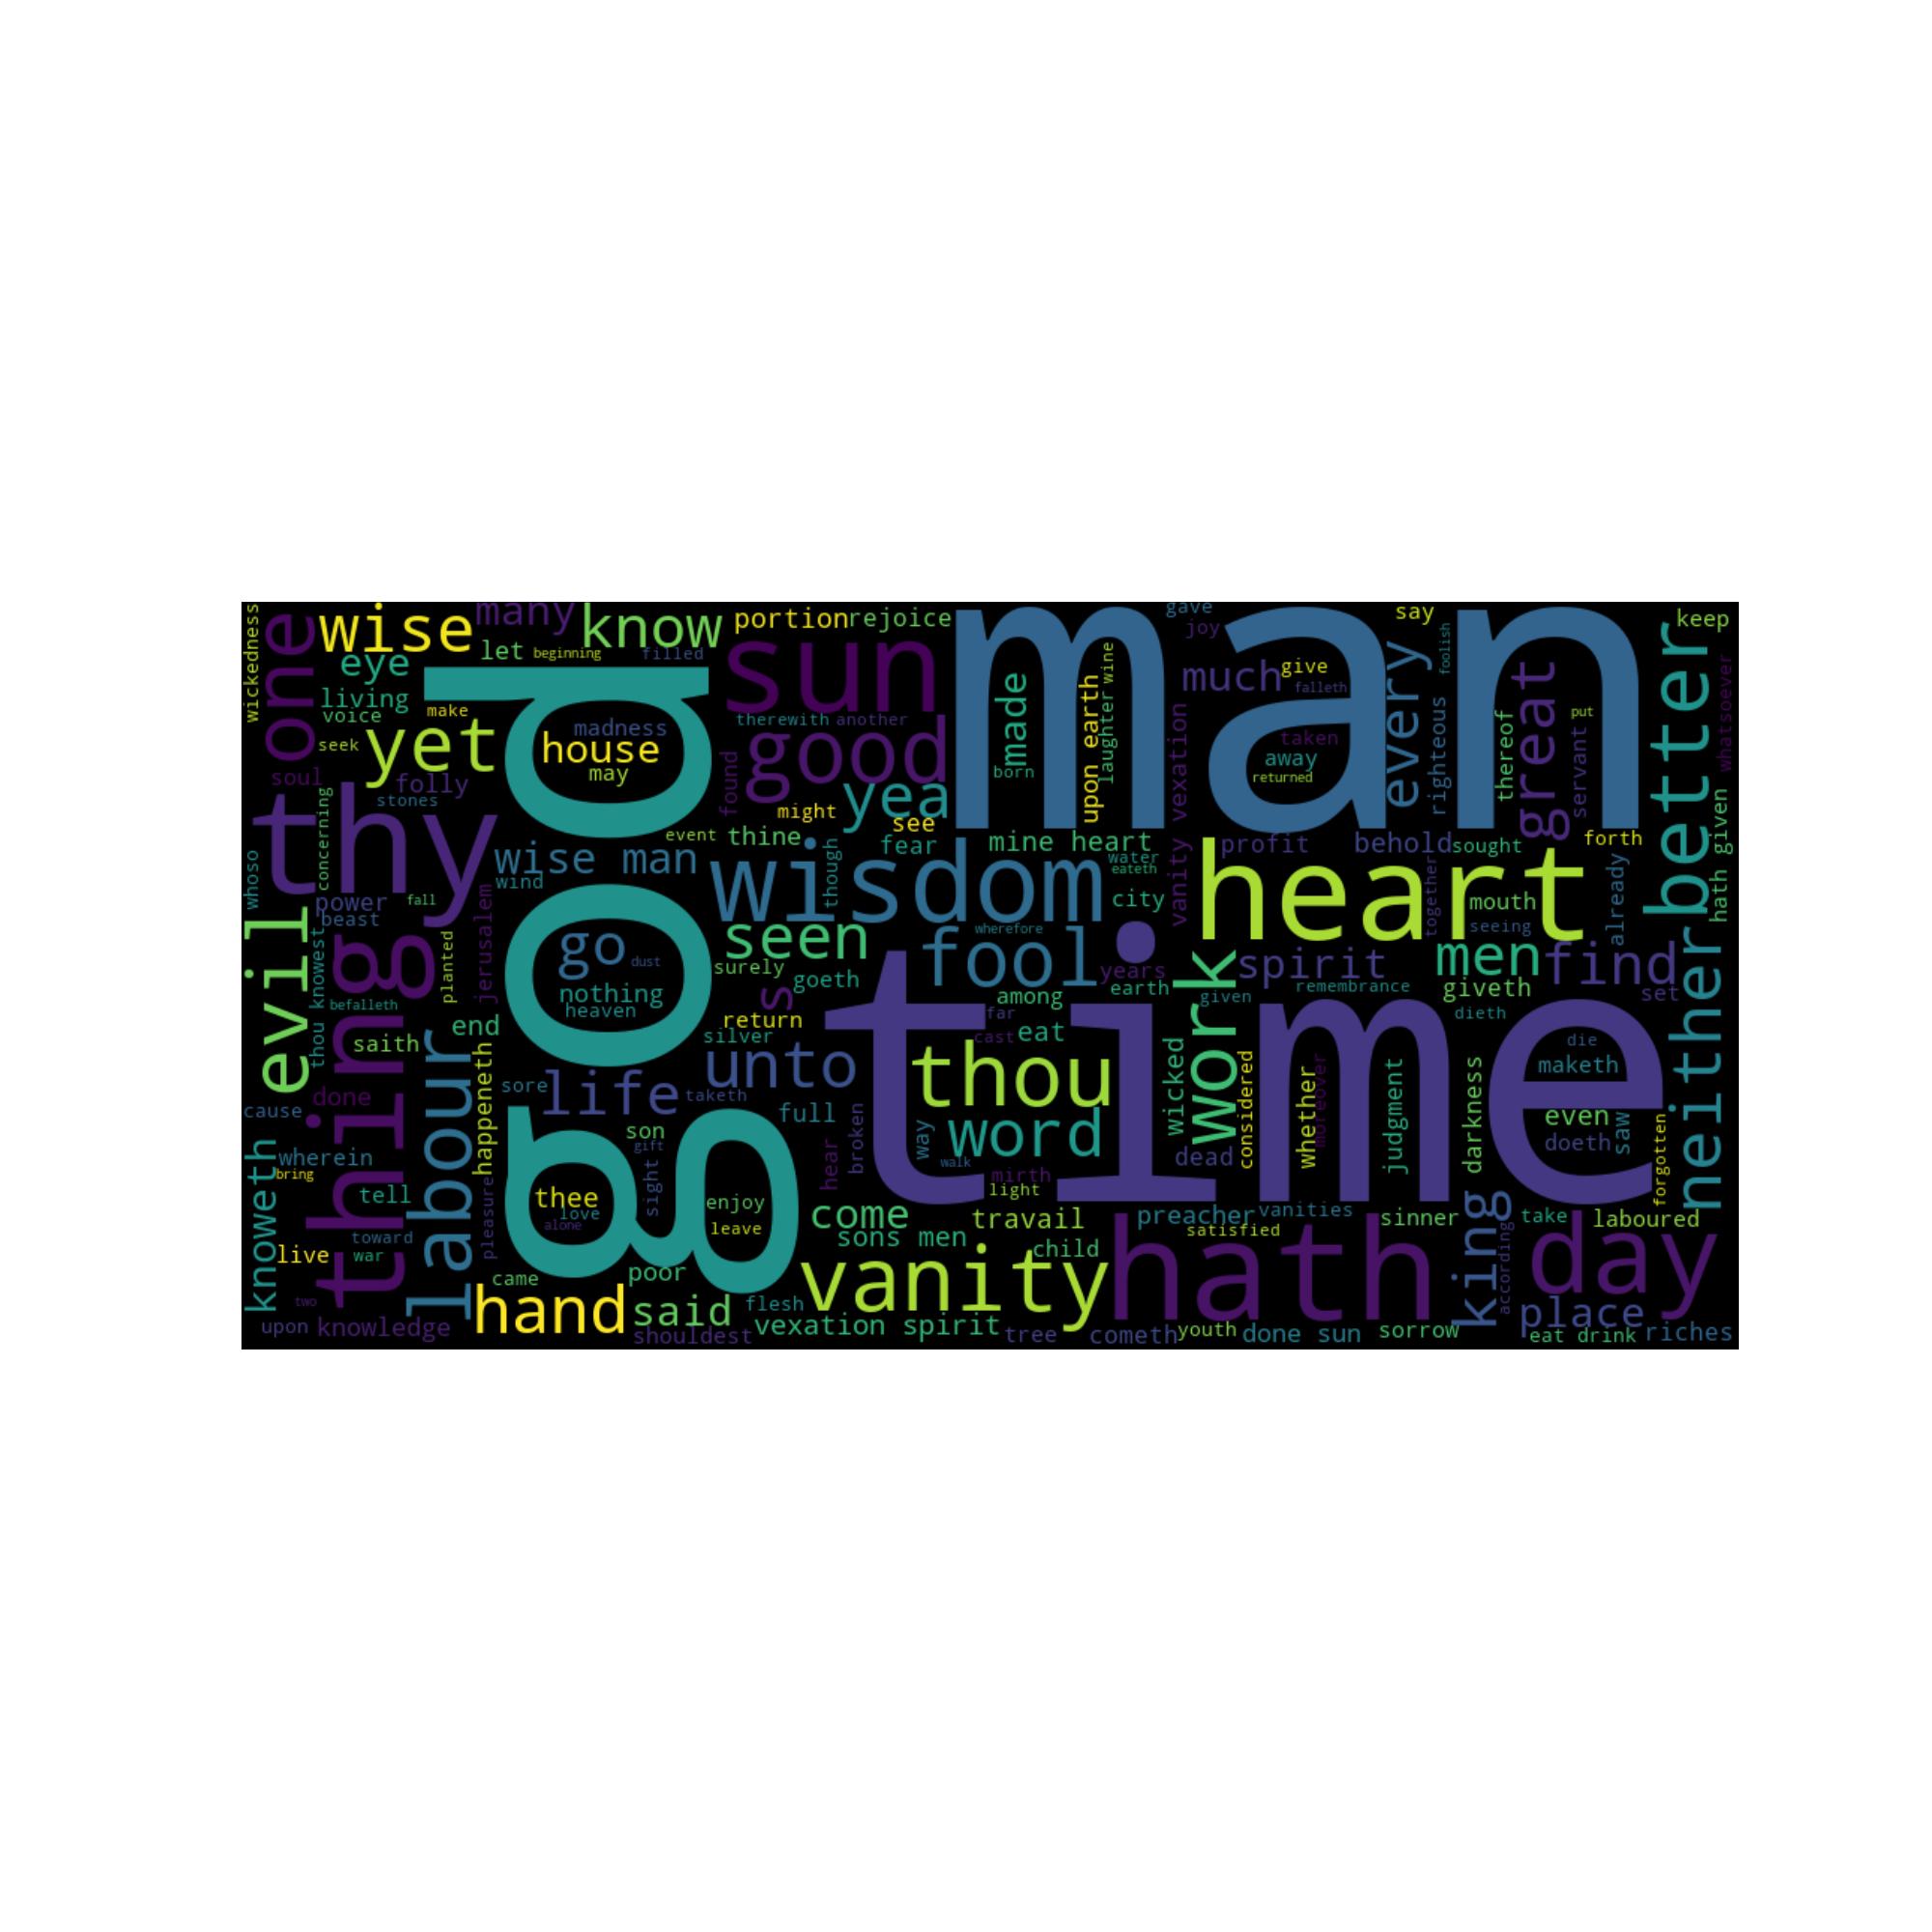 wickedness
one
wise
many
know
portion
rejoice
man
gave
joy
say
foolish
keep
eye
let
beginning
filled
sun
living
voice
make
god
madness
house
may
therewith
another
made
upon earth
laughter
wine
much
give
falleth
every
righteous
great
thereof
put
servant
better
whatsoever
seek
yet
soul
folly
stones
good
found
born
vanity vexation
taken
away
returned
thy
concerning
might
yea
see
event
thine
fear
mine heart
profit
behold
sought
forth
hath given
whoso
wise man
wind
wisdom
though
water
eateth
city
heart
together
mouth
seeing
already
power
beast
fall
evil
thing
thou knowest
planted
jerusalem
go
dust
nothing
heaven
seen
surely
goeth
wherefore
fool
years
earth
among
time
work
spirit
given
remembrance
men
giveth
find
set
neither
befalleth
s
return
silver
far
cast
eat
dieth
end
saith
labour
done
cause
happeneth
sore
life
unto
taketh
thou
wicked
considered
whether
moreover
judgment
darkness
die
maketh
even
doeth
saw
forgotten
knoweth
wherein
bring
tell
son
gift
sight
full
hear
broken
way
word
walk
mirth
light
dead
toward
live
war
two
pleasure
thee
love
alone
enjoy
leave
come
sons men
travail
child
preacher
vanities
satisfied
sinner
king
according
take
laboured
came
poor
vanity
hath
day
upon
knowledge
hand
said
shouldest
flesh
vexation spirit
tree
cometh
youth
done sun
sorrow
place
eat drink
riches